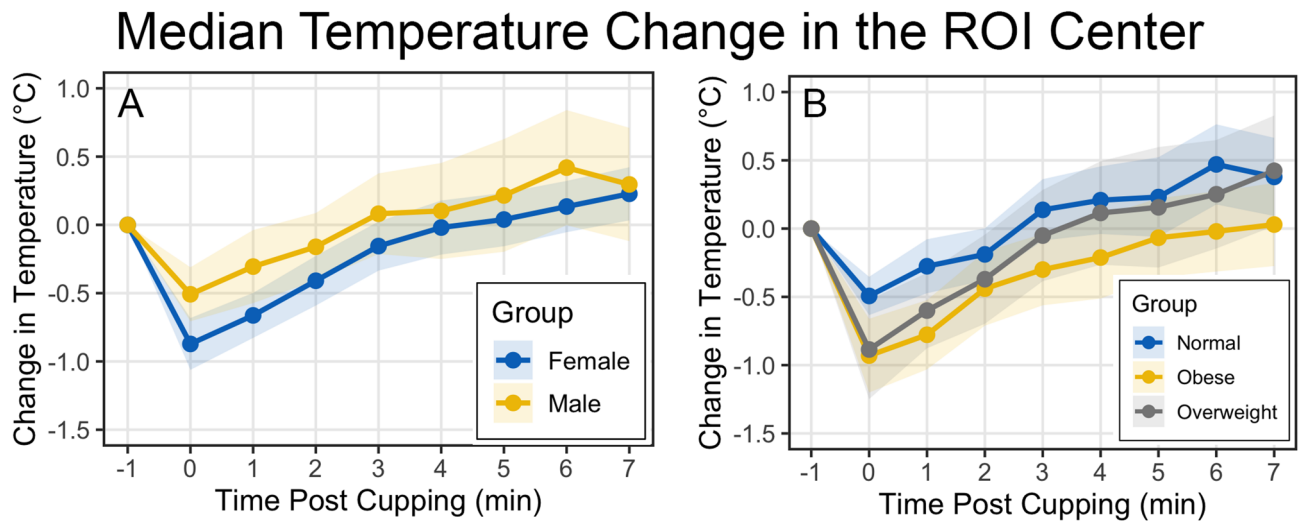 Median Temperature Change in the ROI Center
Change in Temperature (°C)
1.0
0.5
0.0
-0.5
-1.0
-1.5
A
Group
Female
Male
-1 0 1 2 3 4 5 6 7
Time Post Cupping (min)
Change in Temperature (°C)
1.0
0.5
0.0
-0.5
-1.0
-1.5
B
Group
Normal
Obese
Overweight
-1 0 1 2 3 4 5 6 7
Time Post Cupping (min)